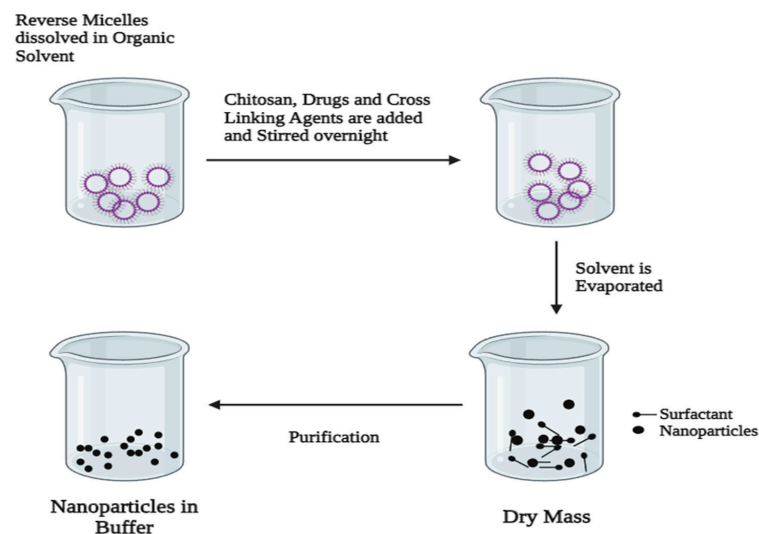 Reverse Micelles
dissolved in Organic
Solvent
Chitosan, Drugs and Cross
Linking Agents are added
and Stirred overnight
Solvent is
Evaporated
Surfactant
Nanoparticles
Purification
Nanoparticles in
Buffer
Dry Mass